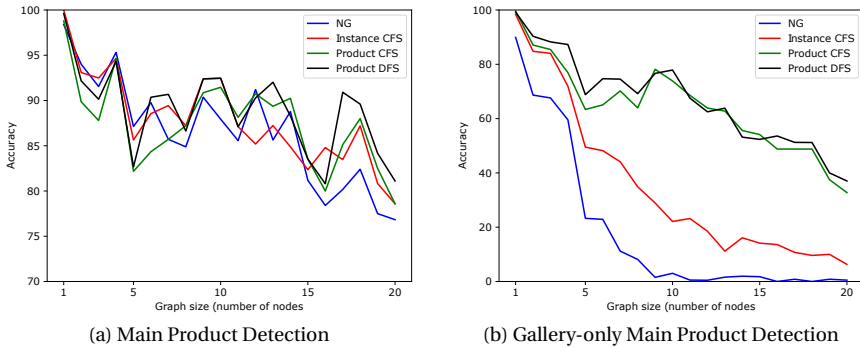 100
95
90
85
80
75
70
Accuracy
1
5
10
15
20
Graph size (number of nodes
NG
Instance CFS
Product CFS
Product DFS
(a) Main Product Detection
100
80
60
40
20
0
Accuracy
1
5
10
15
20
Graph size (number of nodes
NG
Instance CFS
Product CFS
Product DFS
(b) Gallery-only Main Product Detection